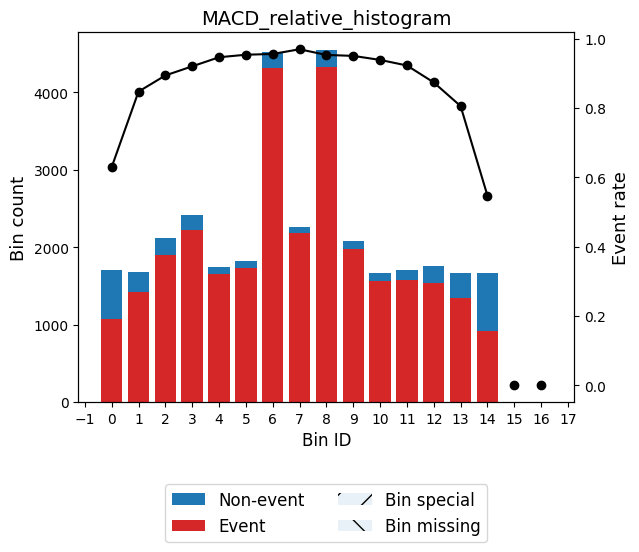 MACD_relative_histogram
1.0
4000
0.8
3000
0.6
Bin count
Event rate
2000
0.4
1000
0.2
0
0.0
−1 0 1 2 3 4 5 6 7 8 9 10 11 12 13 14 15 16 17
Bin ID
Non-event Bin special
Event Bin missing